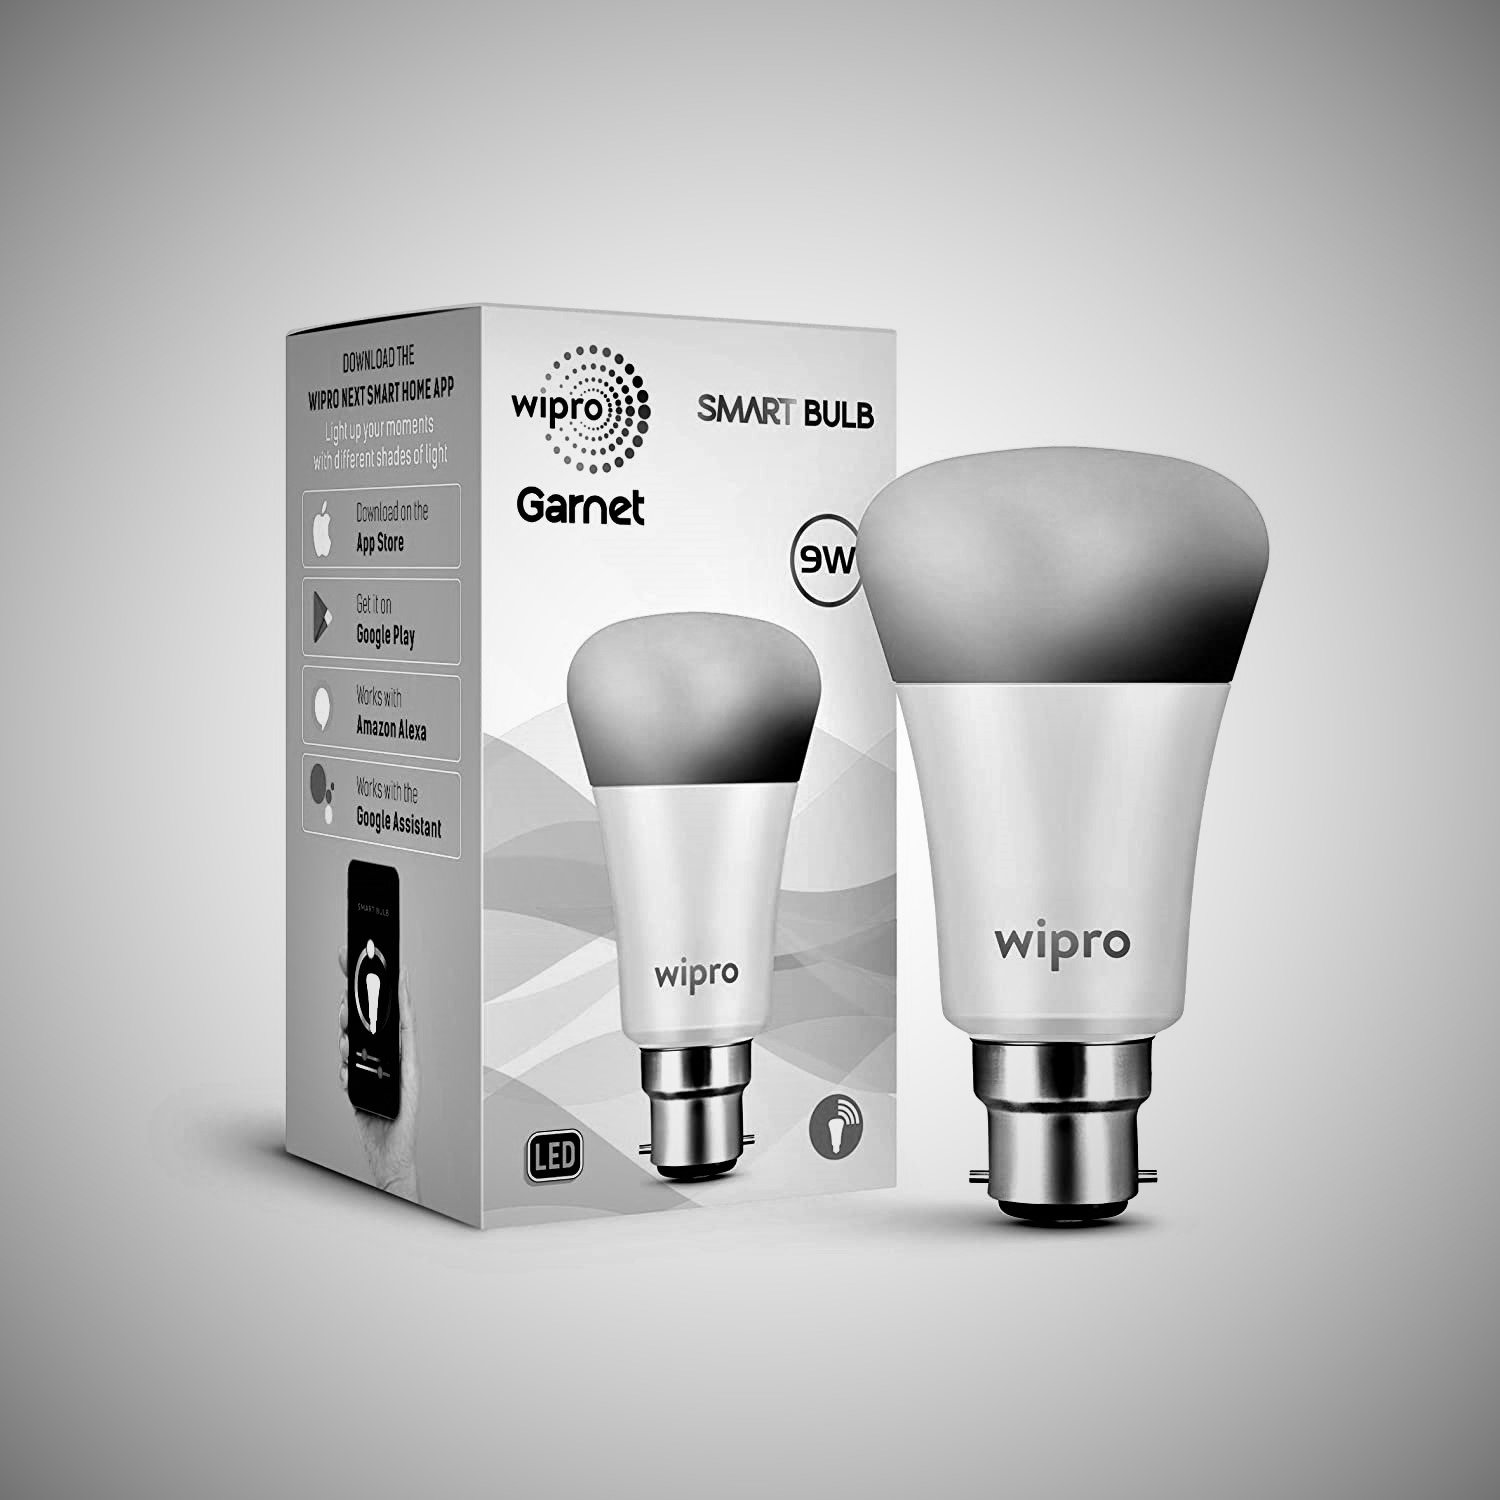 DOWNLOAD THE
WIPRO NEXT SMART HOME APP
Light up your moments
with different shades of light
Download on the
App Store
Get it on
Google Play
Works with
Amazon Alexa
Works with the
Google Assistant
SMART BULB
wipro
Garnet
SMART BULB
9W
wipro
LED
wipro